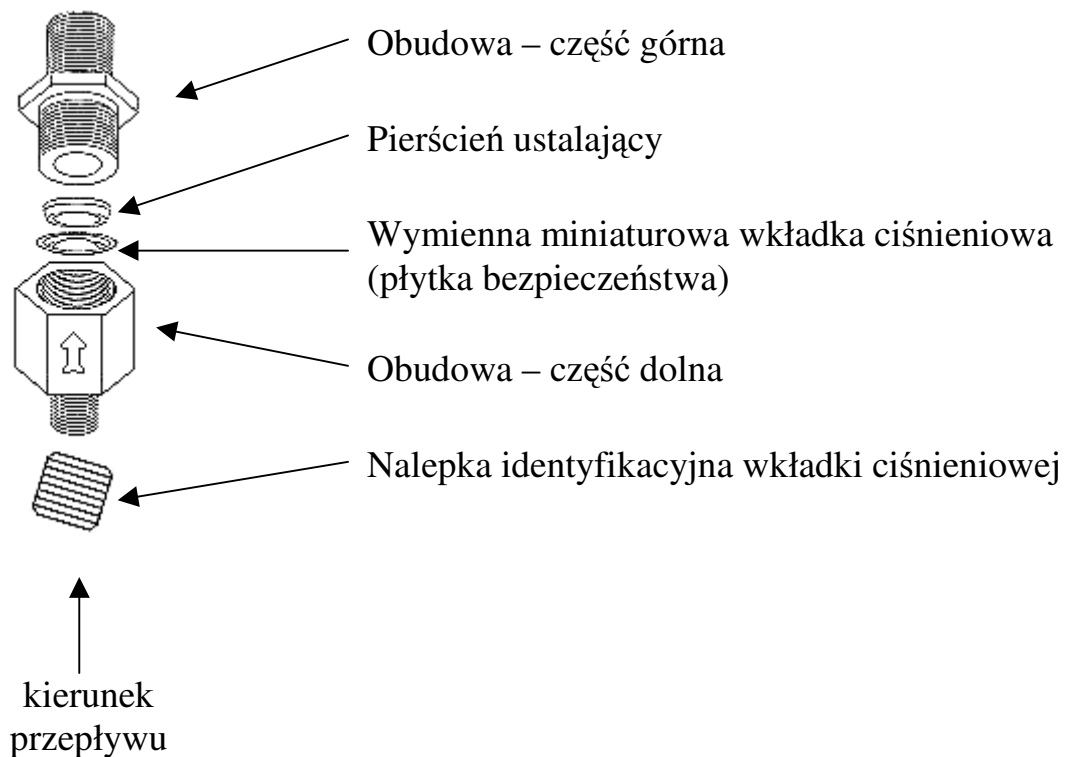 Obudowa – część górna
Pierścień ustalający
Wymienna miniaturowa wkładka ciśnieniowa
(płytka bezpieczeństwa)
Obudowa – część dolna
Nalepka identyfikacyjna wkładki ciśnieniowej
kierunek
przepływu